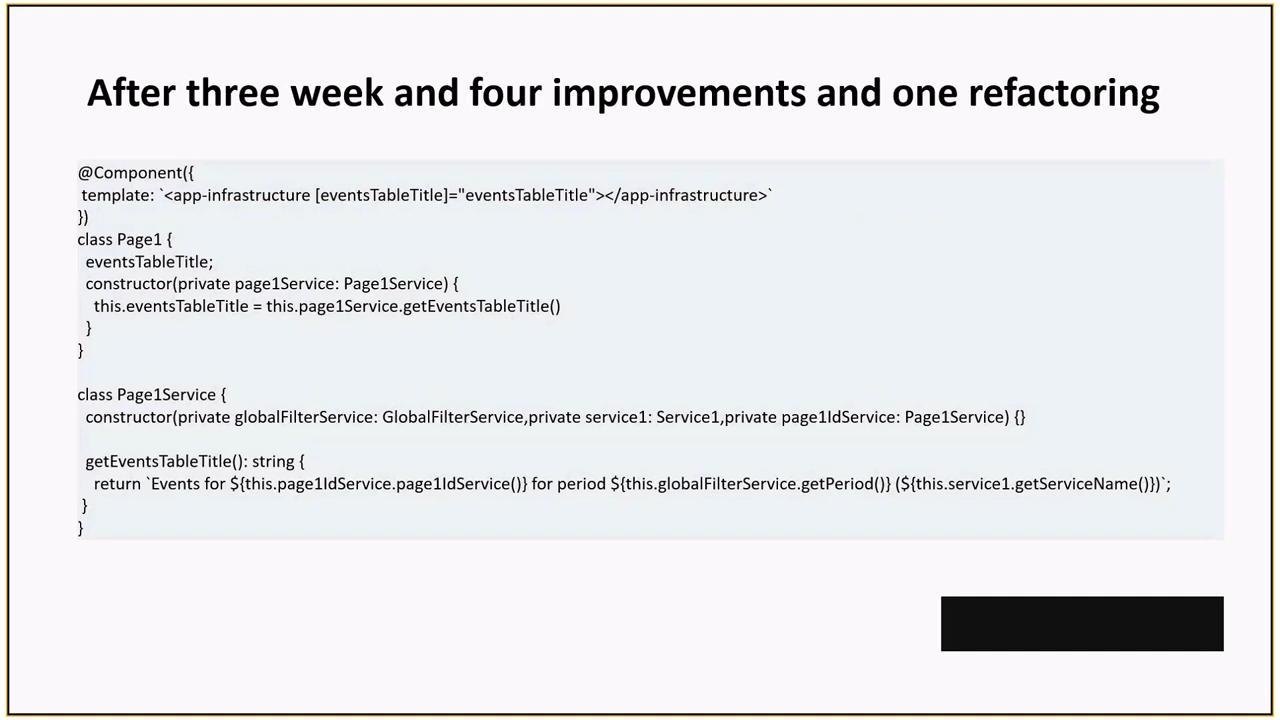 After three week and four improvements and one refactoring
@Component({
template: `<app-infrastructure [eventsTableTitle]="eventsTableTitle"></app-infrastructure>`
})
class Page1 {
eventsTableTitle;
constructor(private page1Service: Page1Service) {
this.eventsTableTitle = this.page1Service.getEventsTableTitle()
}
}
class Page1Service {
constructor(private globalFilterService: GlobalFilterService,private service1: Service1,private page1IdService: Page1Service) {}
getEventsTableTitle(): string {
return `Events for ${this.page1IdService.page1IdService()} for period ${this.globalFilterService.getPeriod()} (${this.service1.getServiceName()})`;
}
}